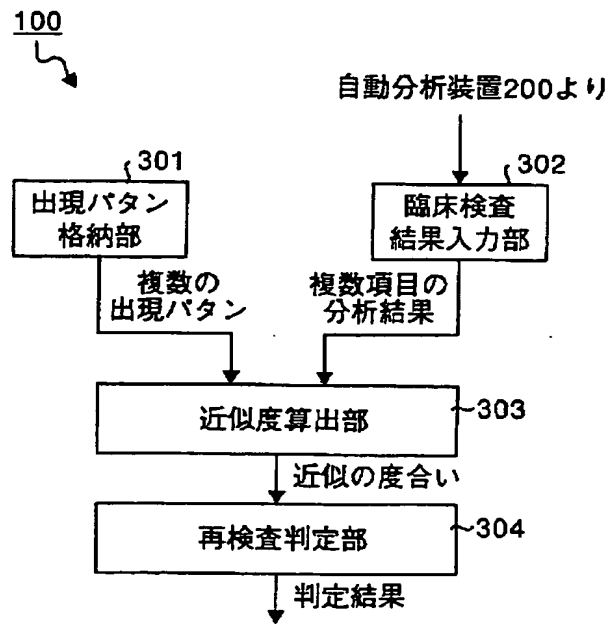 100
自動分析装置200より
301
302
出現パタン
格納部
臨床検査
結果入力部
複数の
出現パタン
複数項目の
分析結果
近似度算出部
303
近似の度合い
再検査判定部
304
判定結果